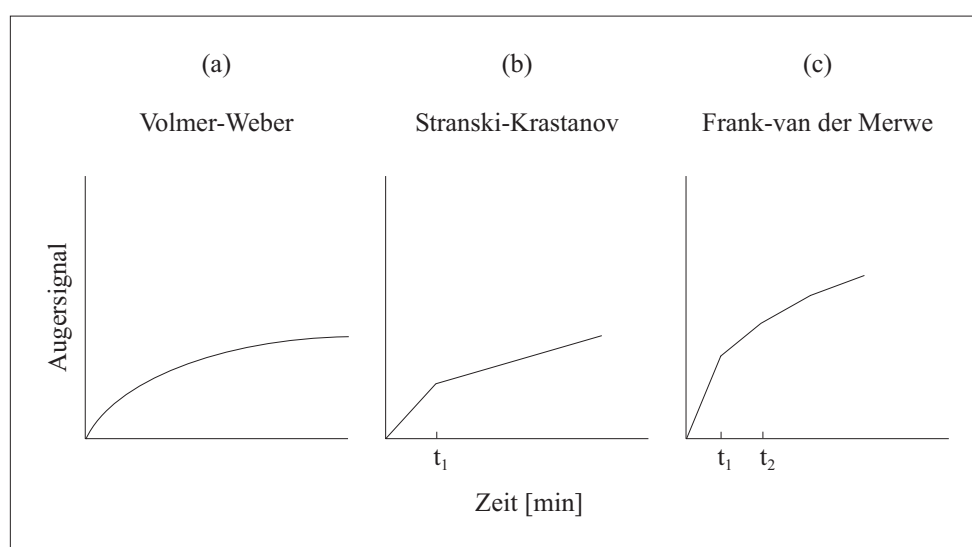 (a) (b) (c)
Volmer-Weber Stranski-Krastanov Frank-van der Merwe
Augersignal
t₁ t₁ t₂
Zeit [min]